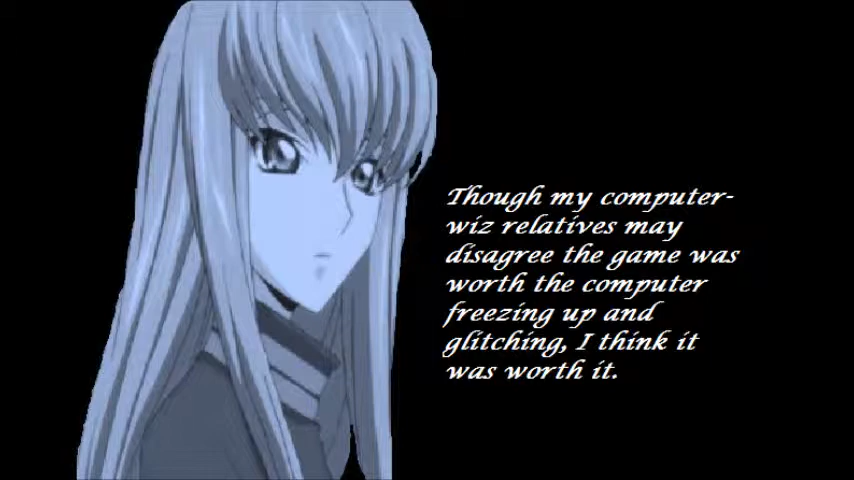 Though my computer-
wiz relatives may
disagree the game was
worth the computer
freezing up and
glitching, I think it
was worth it.